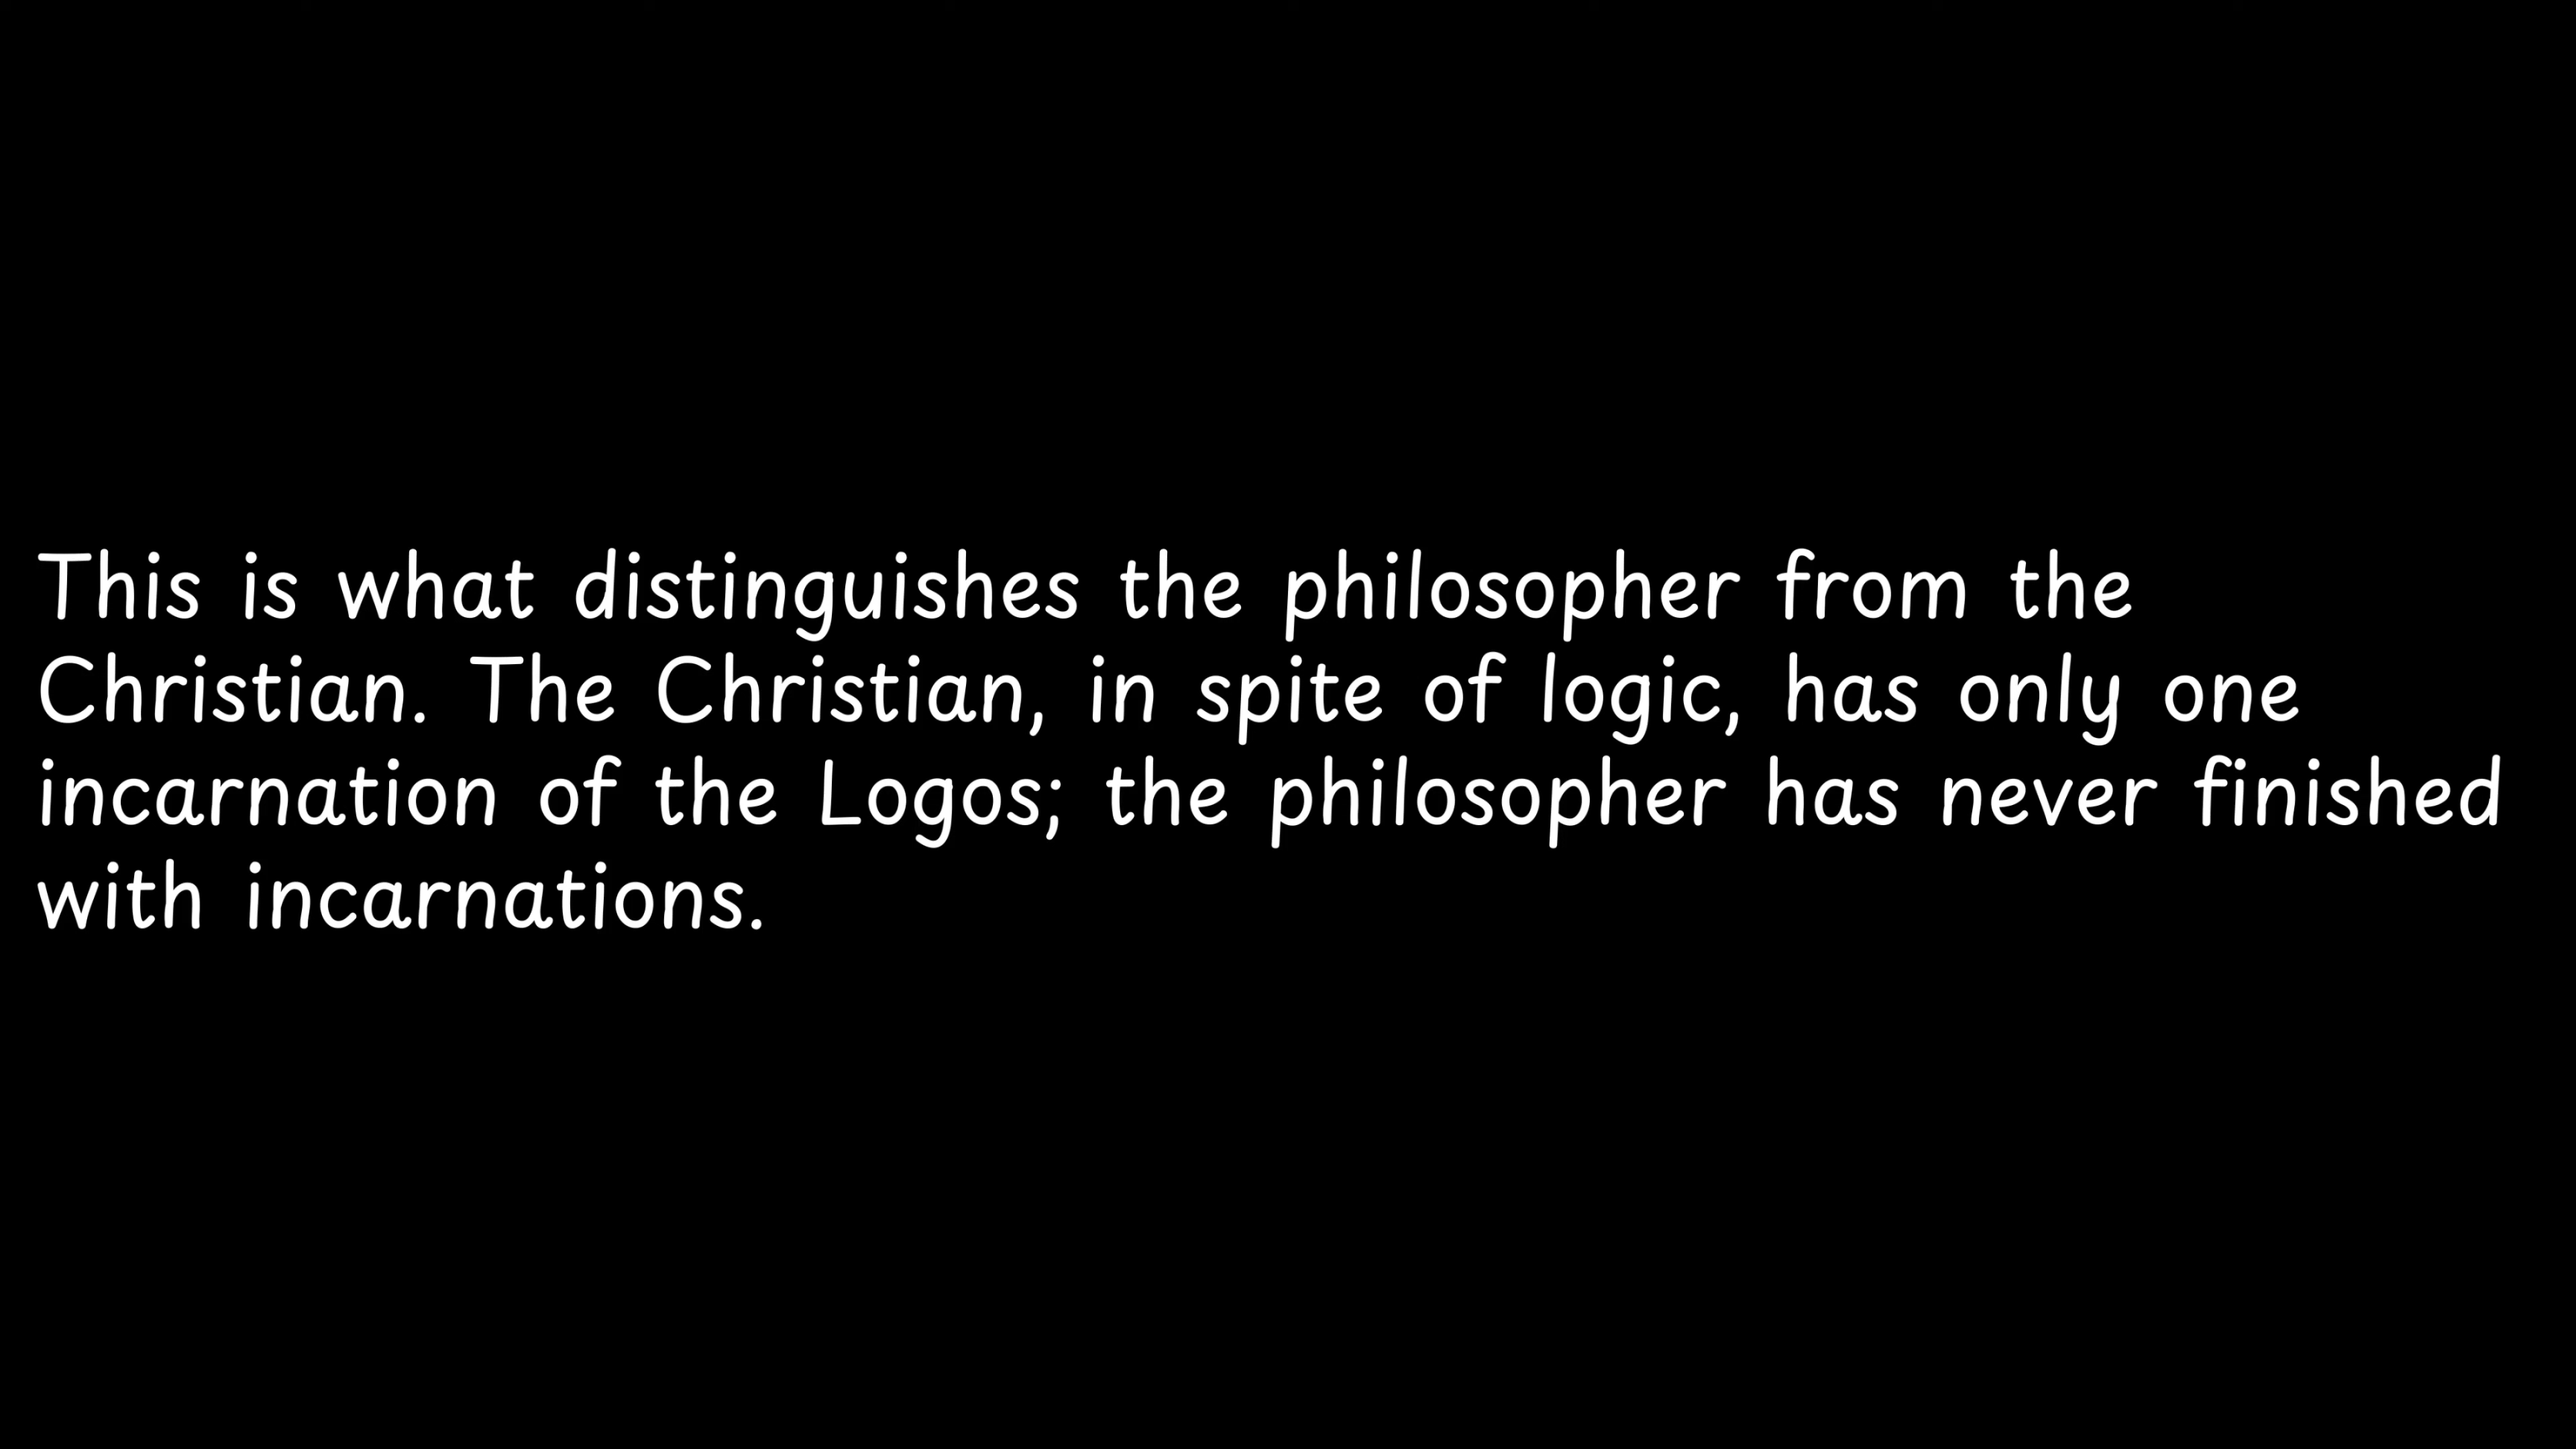 This is what distinguishes the philosopher from the
Christian. The Christian, in spite of logic, has only one
incarnation of the Logos; the philosopher has never finished
with incarnations.